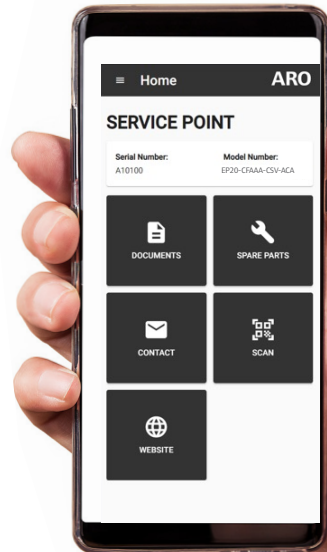 Home
ARO
SERVICE POINT
Serial Number: Model Number:
A10100 EP20-CFAAA-CSV-ACA
DOCUMENTS SPARE PARTS
CONTACT SCAN
WEBSITE